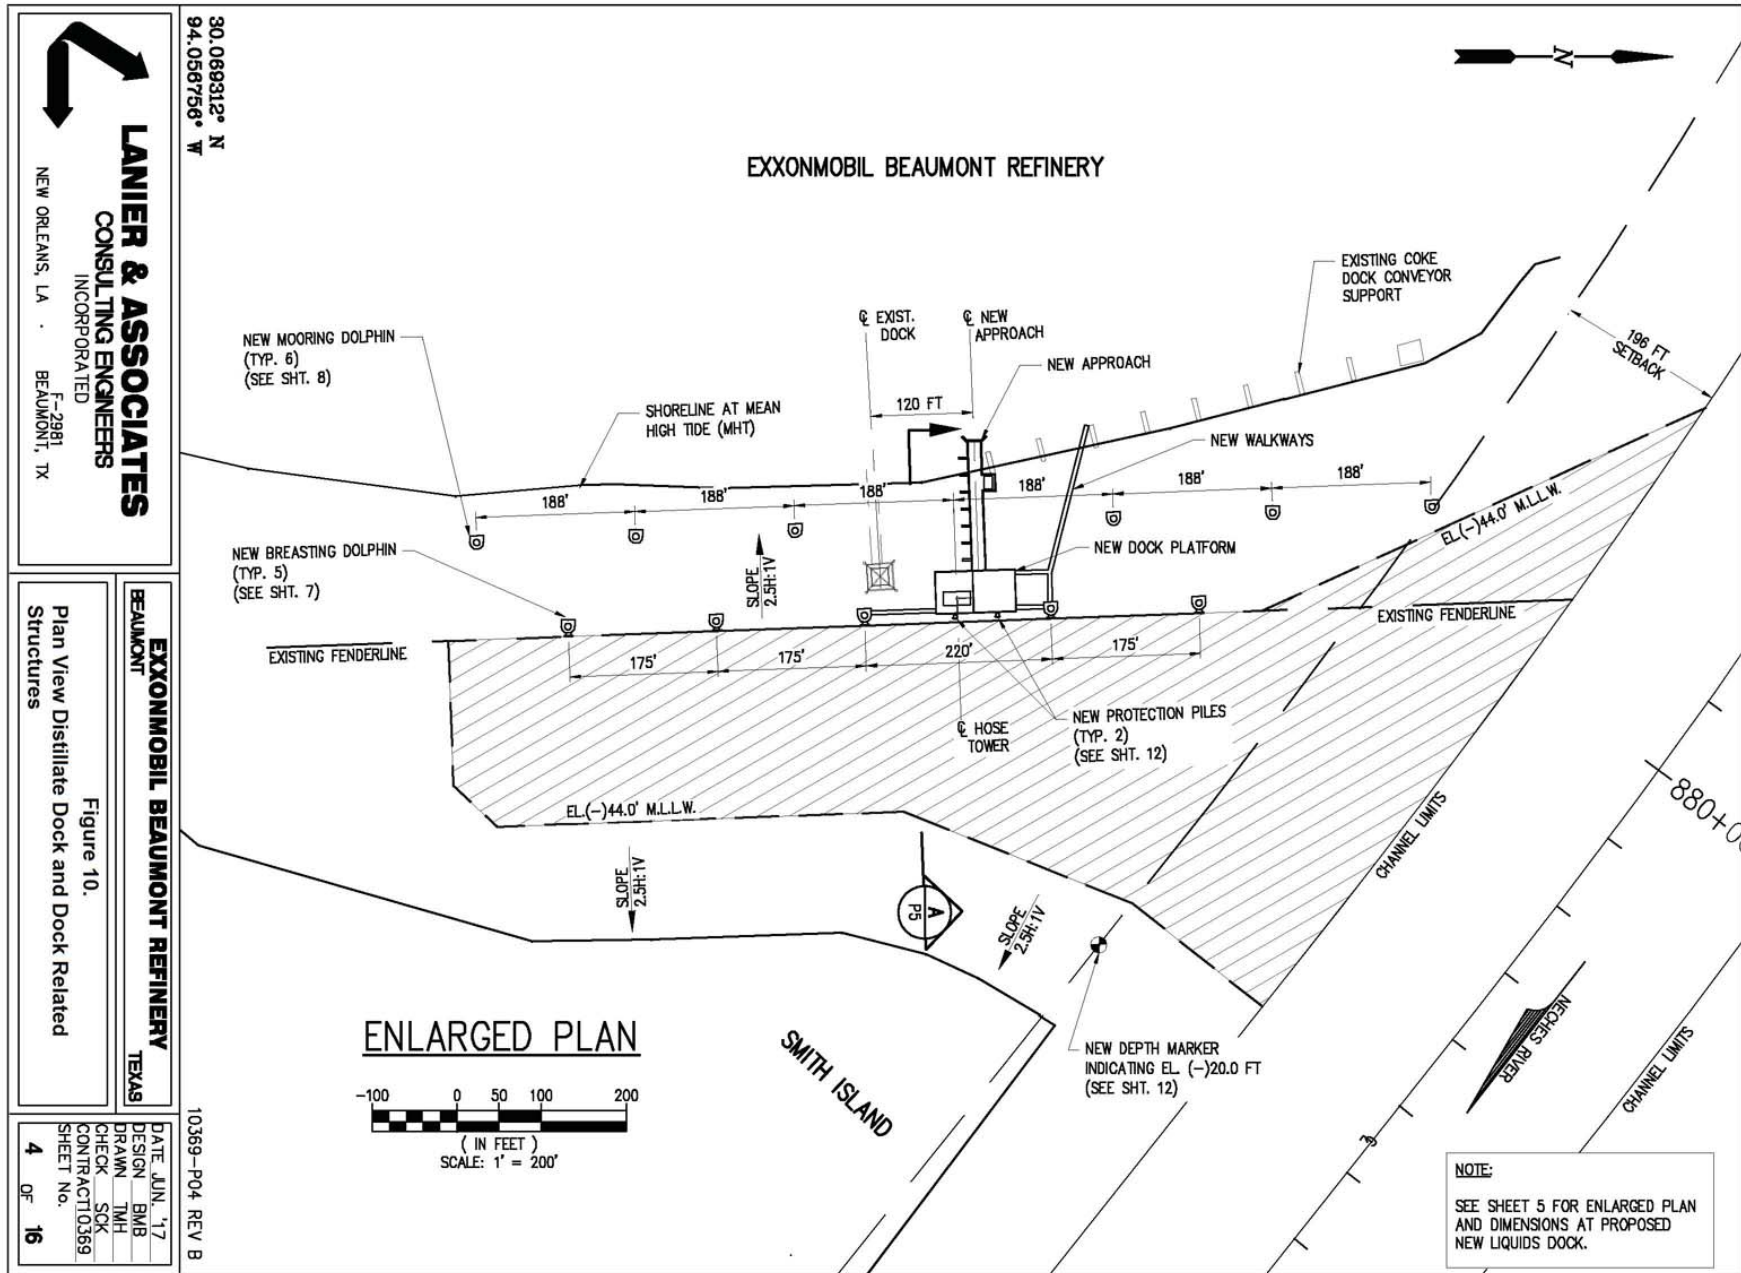 30.069312° N
94.056756° W
N
EXXONMOBIL BEAUMONT REFINERY
EXISTING COKE
DOCK CONVEYOR
SUPPORT
196 FT
SETBACK
℄ EXIST.
DOCK
℄ NEW
APPROACH
NEW APPROACH
120 FT
NEW MOORING DOLPHIN
(TYP. 6)
(SEE SHT. 8)
SHORELINE AT MEAN
HIGH TIDE (MHT)
NEW WALKWAYS
188'
188'
188'
188'
188'
188'
EL.(-)44.0' M.L.L.W.
NEW BREASTING DOLPHIN
(TYP. 5)
(SEE SHT. 7)
SLOPE
2.5H:1V
NEW DOCK PLATFORM
EXISTING FENDERLINE
EXISTING FENDERLINE
175'
175'
220'
175'
℄ HOSE
TOWER
NEW PROTECTION PILES
(TYP. 2)
(SEE SHT. 12)
EL.(-)44.0' M.L.L.W.
CHANNEL LIMITS
SLOPE
2.5H:1V
A
P5
SLOPE
2.5H:1V
NEW DEPTH MARKER
INDICATING EL. (-)20.0 FT
(SEE SHT. 12)
SMITH ISLAND
NECHES RIVER
CHANNEL LIMITS
℄
ENLARGED PLAN
-100 0 50 100 200
( IN FEET )
SCALE: 1" = 200'
NOTE:
SEE SHEET 5 FOR ENLARGED PLAN
AND DIMENSIONS AT PROPOSED
NEW LIQUIDS DOCK.
10369-P04 REV B
LANIER & ASSOCIATES
CONSULTING ENGINEERS
INCORPORATED
F-2981
NEW ORLEANS, LA · BEAUMONT, TX
EXXONMOBIL BEAUMONT REFINERY
BEAUMONT TEXAS
Figure 10.
Plan View Distillate Dock and Dock Related
Structures
DATE JUN. '17
DESIGN BMB
DRAWN TMH
CHECK SCK
CONTRACT10369
SHEET No.
4 OF 16